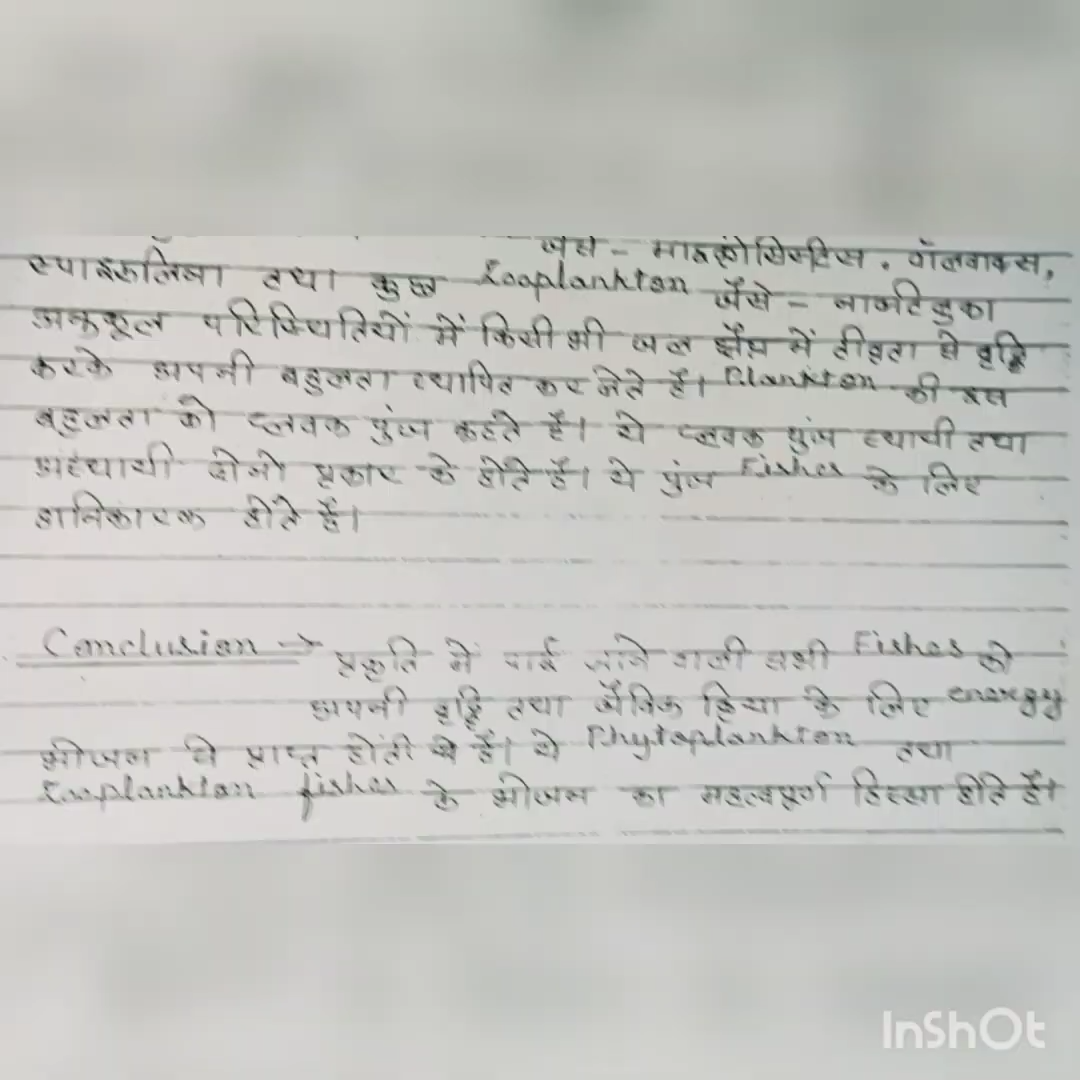 जैसे - माइक्रोसिस्टिस, वॉलवाक्स,
स्पाइरूलिना तथा कुछ Zooplankton जैसे - नाकटिलुका
अनुकूल परिस्थितियों में किसी भी जल क्षेत्र में तीव्रता से वृद्धि
करके अपनी बहुलता स्थापित कर लेते है। Plankton की इस
बहुलता को प्लवक पुंज कहते है। ये प्लवक पुंज स्थायी तथा
अस्थायी दोनो प्रकार के होते है। ये पुंज Fishes के लिए
हानिकारक होते है।
Conclusion → प्रकृति में पाई जाने वाली सभी Fishes को
अपनी वृद्धि तथा जैविक क्रिया के लिए energy
भोजन से प्राप्त होती है। ये Phytoplankton तथा
Zooplankton fishes के भोजन का महत्वपूर्ण हिस्सा होते है।
InShOt